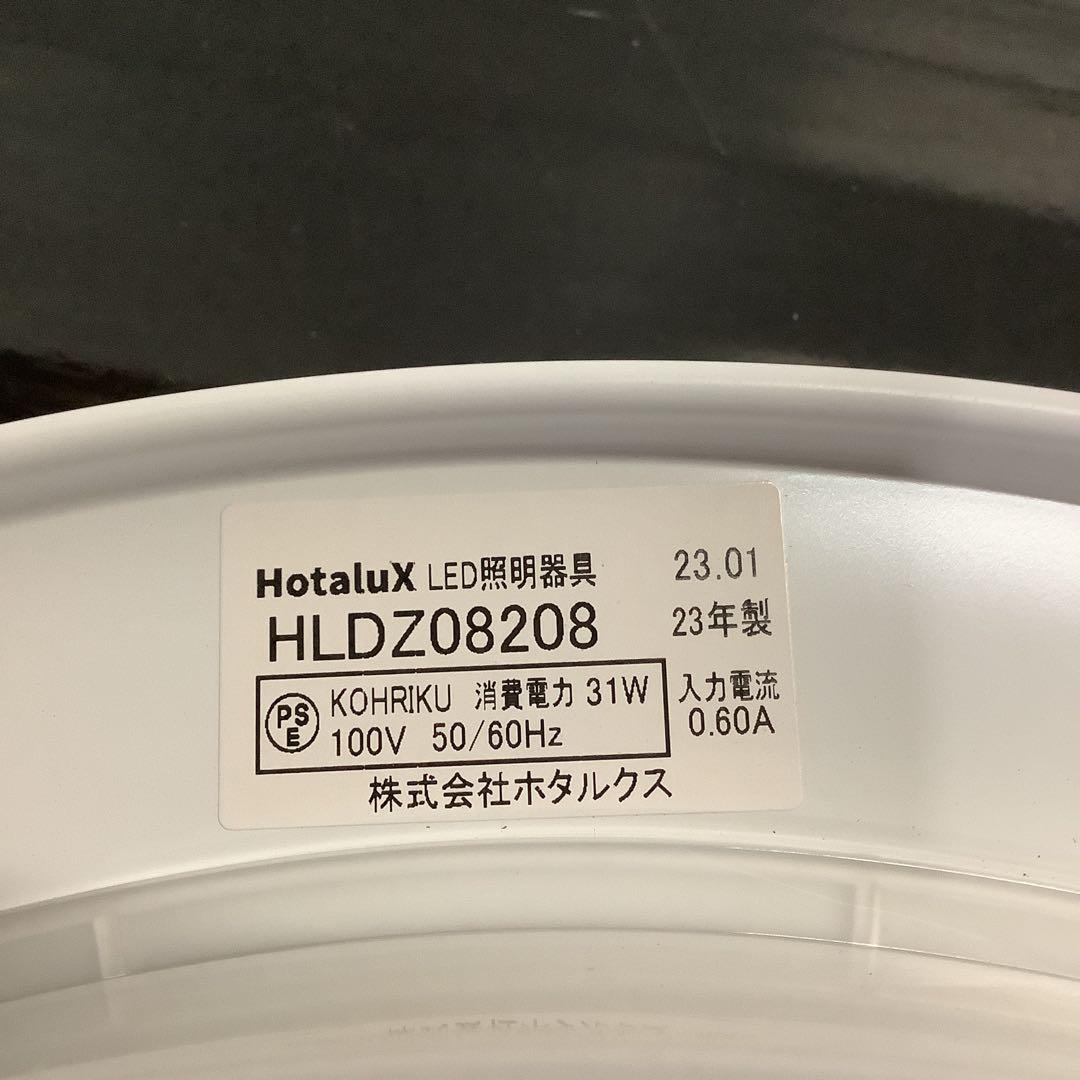 HotaluX LED照明器具 23.01
HLDZ08208 23年製
PSE KOHRIKU 消費電力 31W 入力電流
100V 50/60Hz 0.60A
株式会社ホタルクス